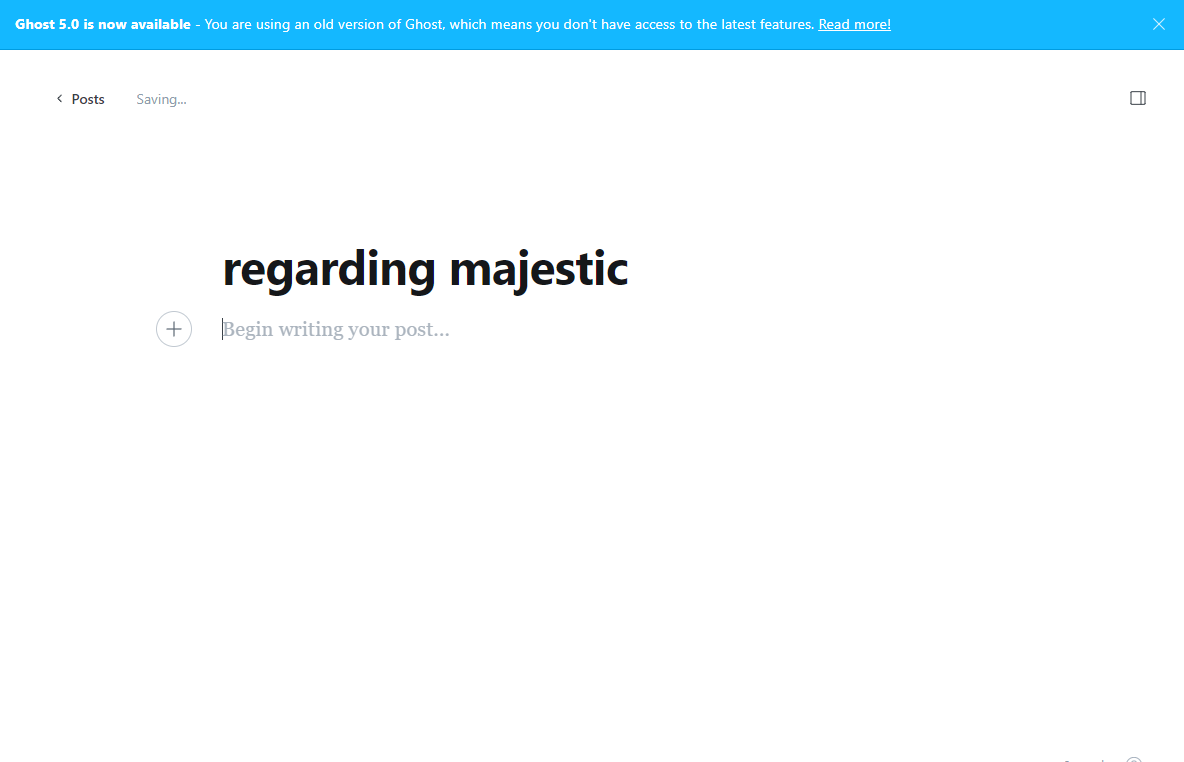 Ghost 5.0 is now available - You are using an old version of Ghost, which means you don't have access to the latest features. Read more!
Posts Saving...
regarding majestic
Begin writing your post...